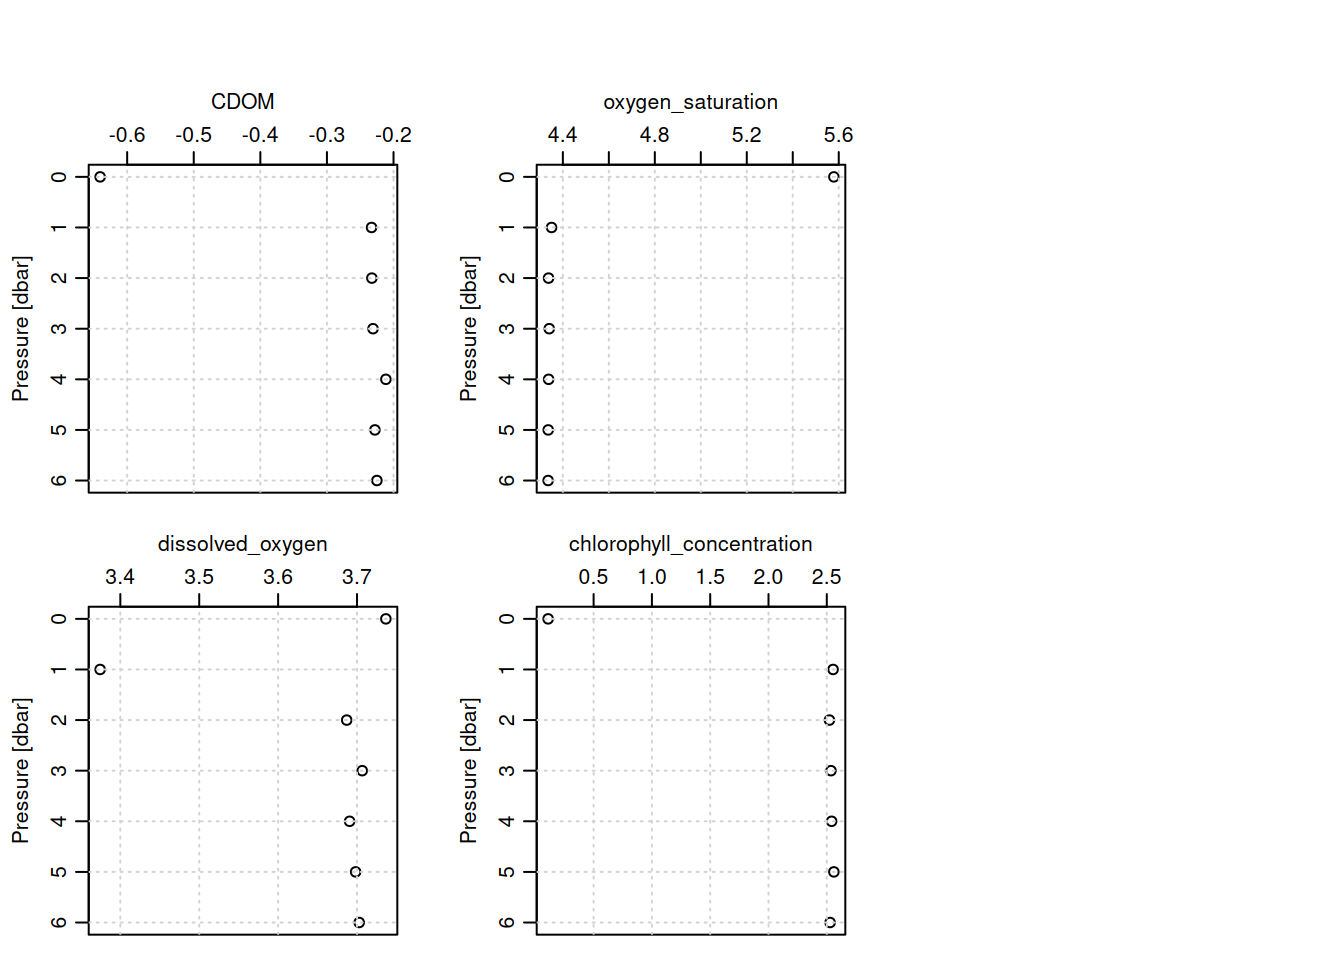 CDOM
-0.6 -0.5 -0.4 -0.3 -0.2
0
1
2
3
4
5
6
Pressure [dbar]
oxygen_saturation
4.4 4.8 5.2 5.6
0
1
2
3
4
5
6
Pressure [dbar]
dissolved_oxygen
3.4 3.5 3.6 3.7
0
1
2
3
4
5
6
Pressure [dbar]
chlorophyll_concentration
0.5 1.0 1.5 2.0 2.5
0
1
2
3
4
5
6
Pressure [dbar]